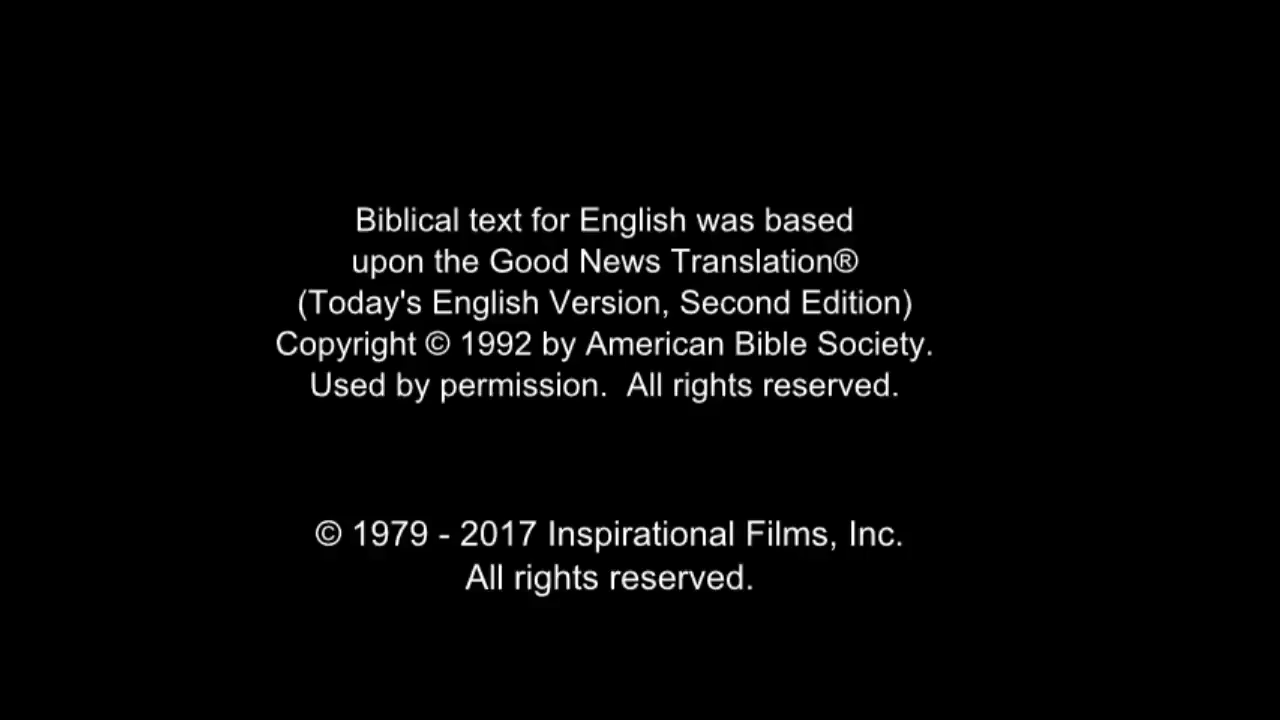 Biblical text for English was based
upon the Good News Translation®
(Today's English Version, Second Edition)
Copyright © 1992 by American Bible Society.
Used by permission.  All rights reserved.
© 1979 - 2017 Inspirational Films, Inc.
All rights reserved.